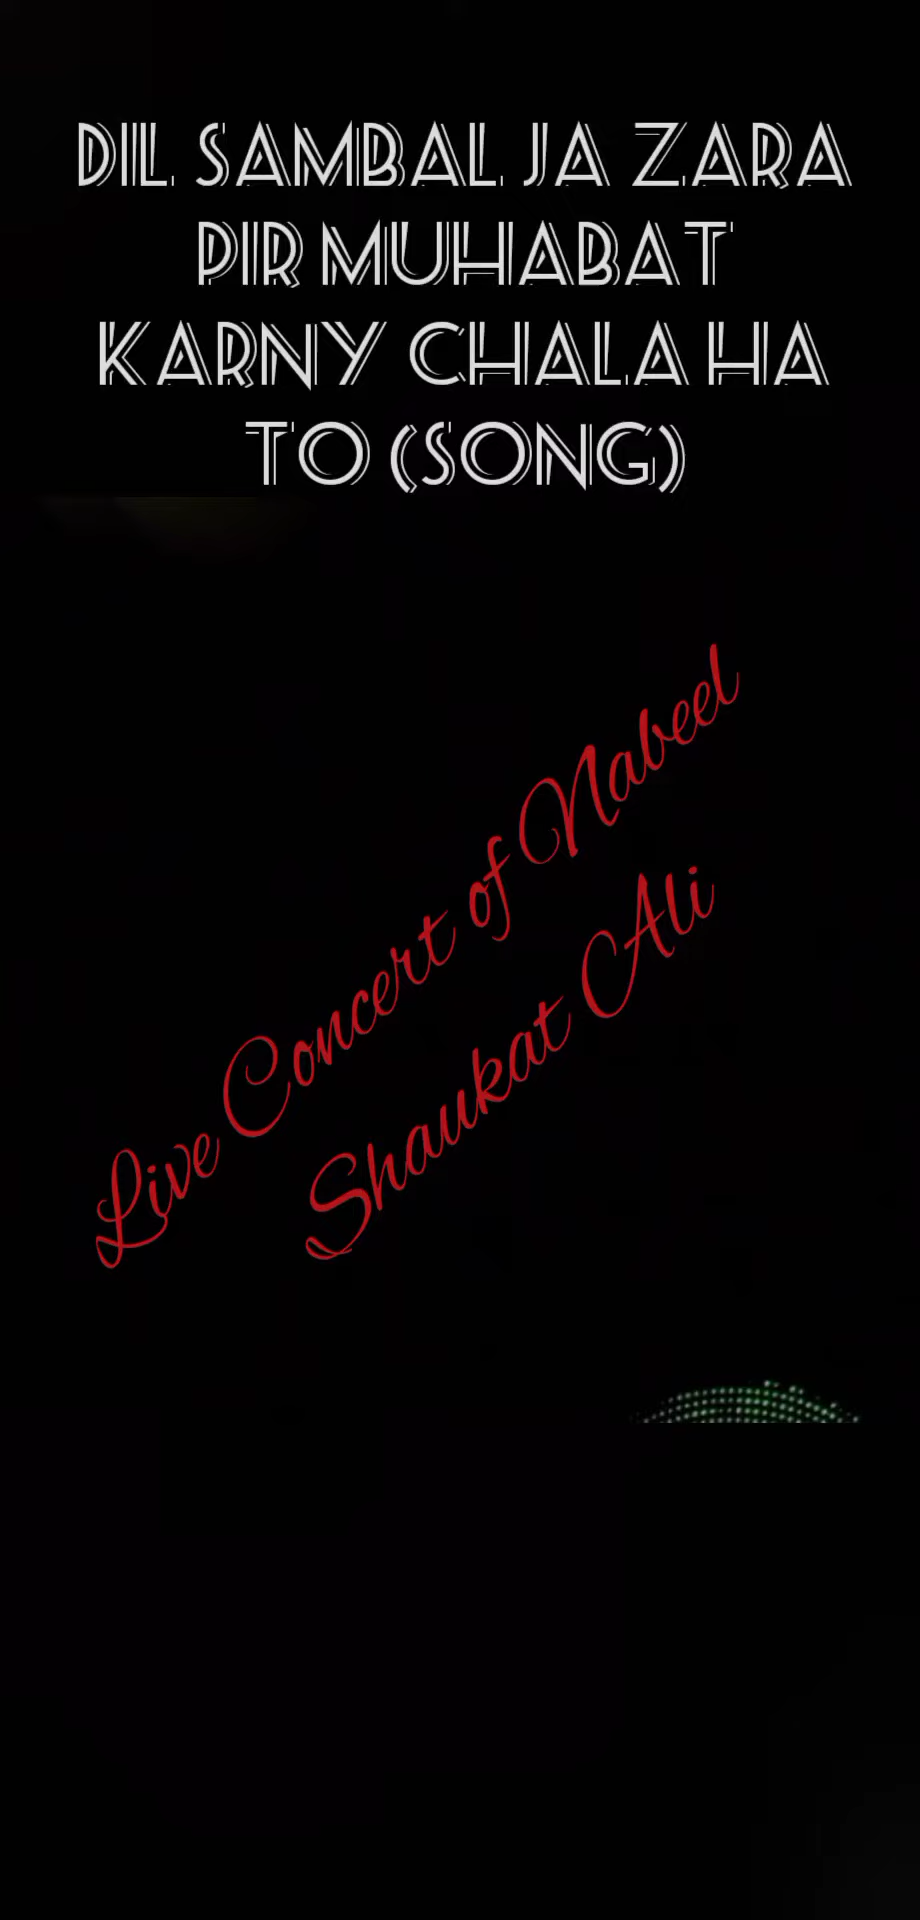 DIL SAMBAL JA ZARA
PIR MUHABAT
KARNY CHALA HA
TO (SONG)
Live Concert of Nabeel
Shaukat Ali